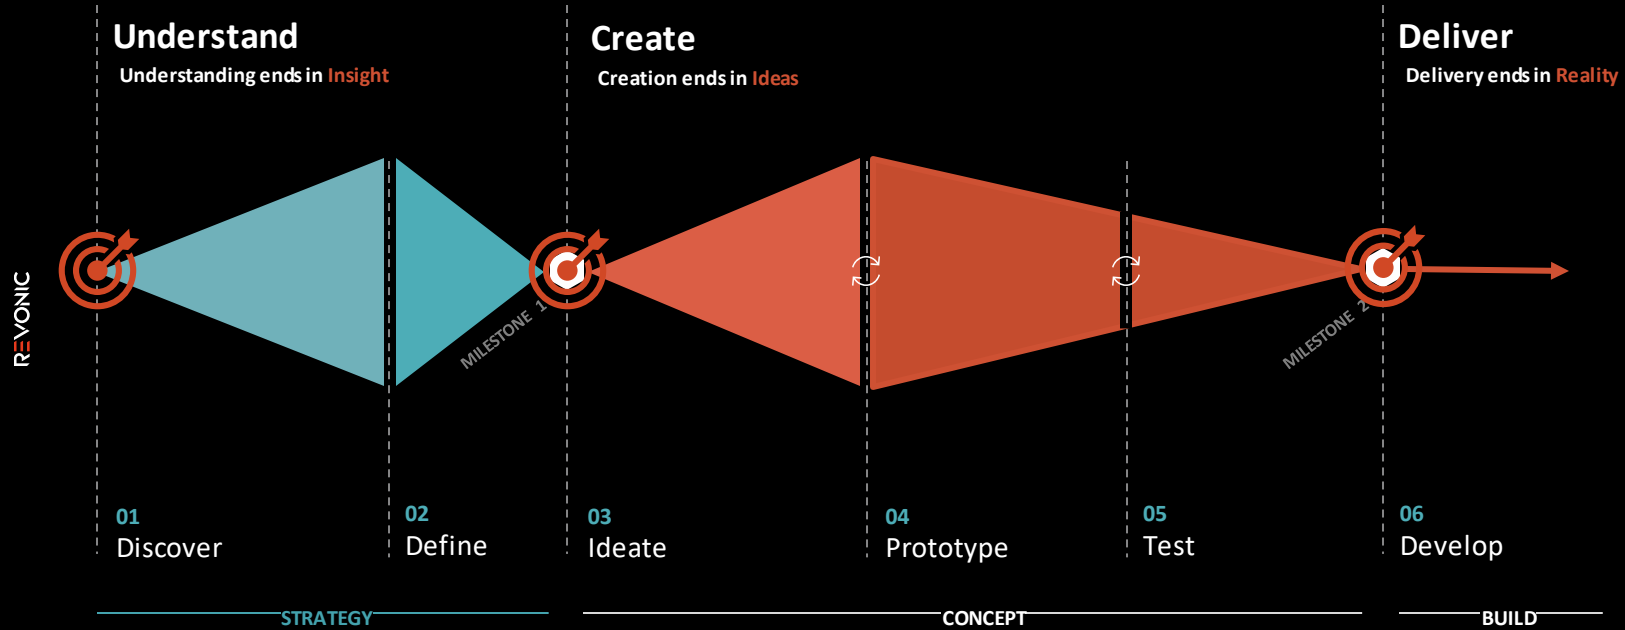 Understand
Understanding ends in Insight
Create
Creation ends in Ideas
Deliver
Delivery ends in Reality
REVONIC
MILESTONE 1
MILESTONE 2
01
Discover
02
Define
03
Ideate
04
Prototype
05
Test
06
Develop
STRATEGY
CONCEPT
BUILD